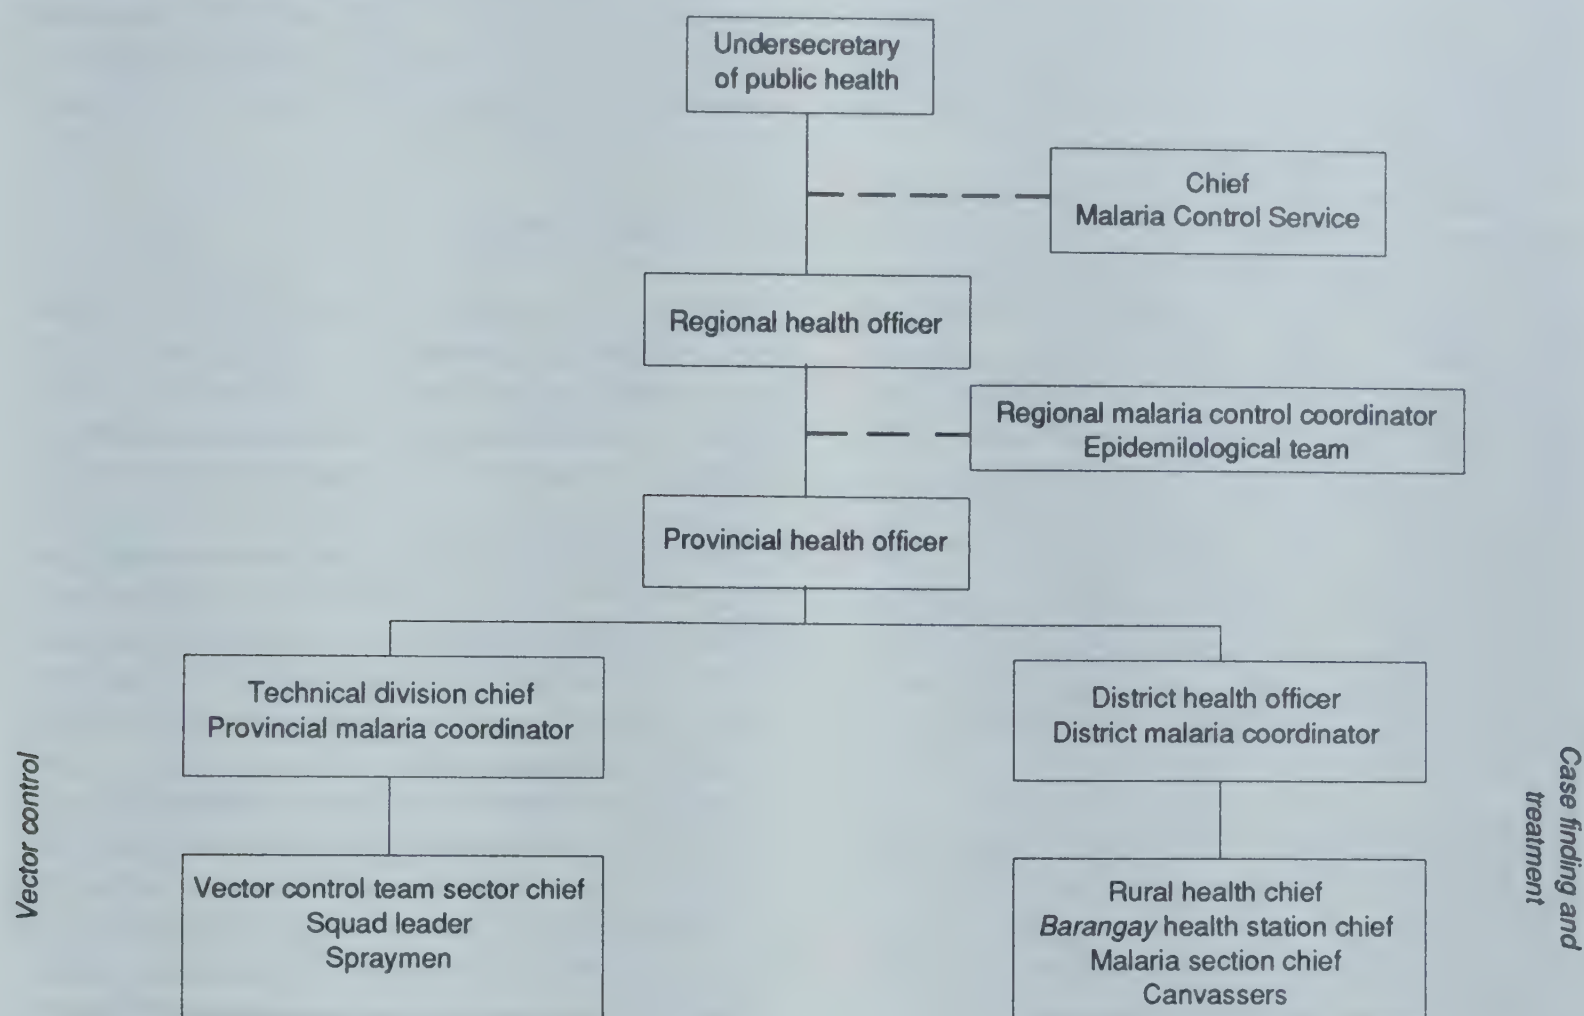 Undersecretary
of public health
Chief
Malaria Control Service
Regional health officer
Regional malaria control coordinator
Epidemilological team
Provincial health officer
Technical division chief
Provincial malaria coordinator
District health officer
District malaria coordinator
Vector control
Case finding and
treatment
Vector control team sector chief
Squad leader
Spraymen
Rural health chief
Barangay health station chief
Malaria section chief
Canvassers